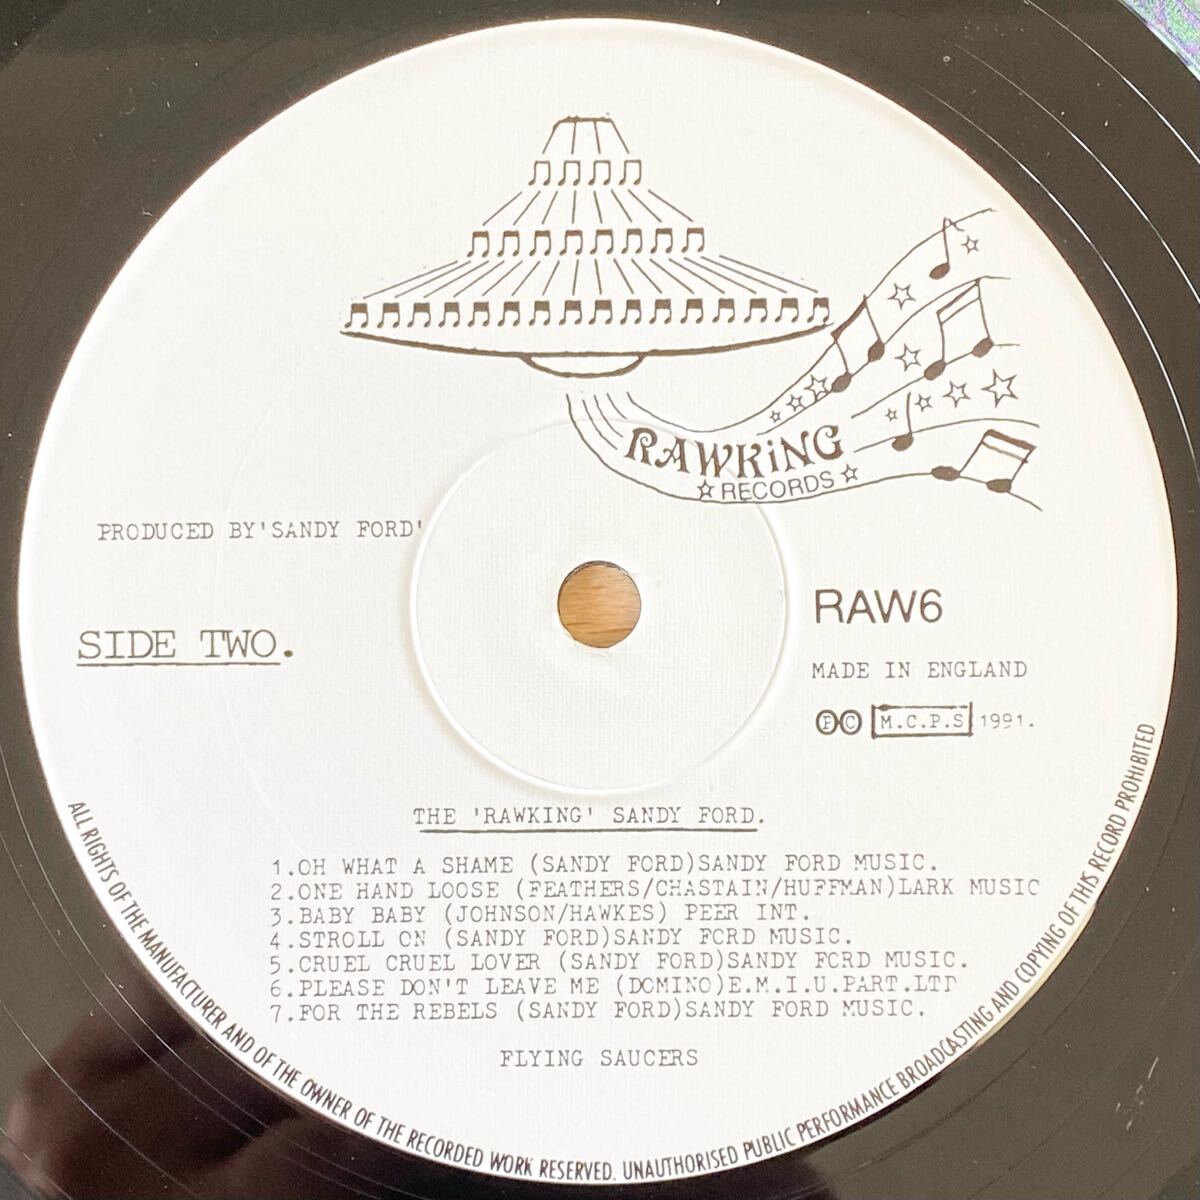 RAWKiNG
RECORDS
PRODUCED BY'SANDY FORD'
SIDE TWO.
RAW6
MADE IN ENGLAND
P C M.C.P.S 1991.
THE 'RAWKING' SANDY FORD.
1.OH WHAT A SHAME (SANDY FORD)SANDY FORD MUSIC.
2.ONE HAND LOOSE (FEATHERS/CHASTAIN/HUFFMAN)LARK MUSIC
3.BABY BABY (JOHNSON/HAWKES) PEER INT.
4.STROLL ON (SANDY FORD)SANDY FORD MUSIC.
5.CRUEL CRUEL LOVER (SANDY FORD)SANDY FORD MUSIC.
6.PLEASE DON'T LEAVE ME (DOMINO)E.M.I.U.PART.LTD
7.FOR THE REBELS (SANDY FORD)SANDY FORD MUSIC.
FLYING SAUCERS
ALL RIGHTS OF THE MANUFACTURER AND OF THE OWNER OF THE RECORDED WORK RESERVED. UNAUTHORISED PUBLIC PERFORMANCE BROADCASTING AND COPYING OF THIS RECORD PROHiBITED